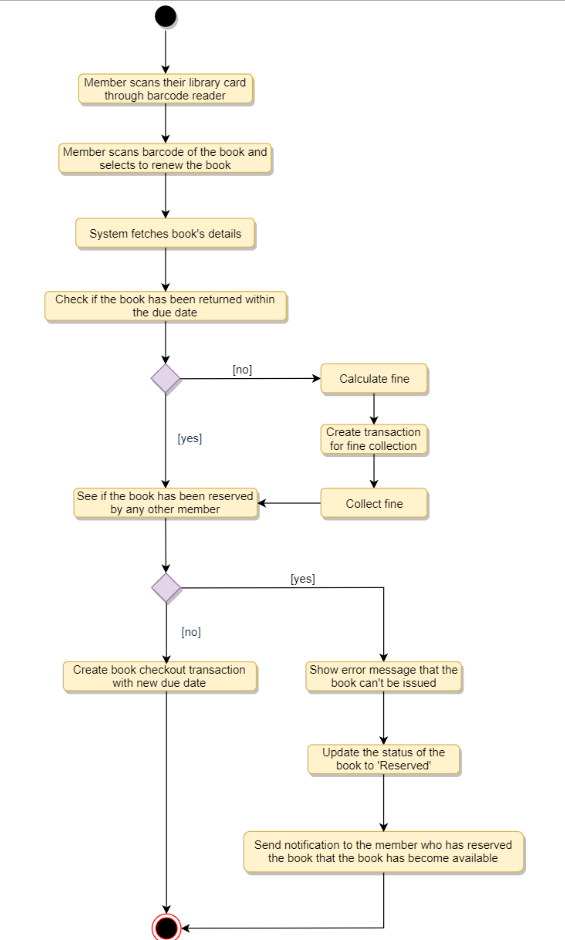 Member scans their library card
through barcode reader
Member scans barcode of the book and
selects to renew the book
System fetches book's details
Check if the book has been returned within
the due date
[no]
Calculate fine
Create transaction
for fine collection
[yes]
See if the book has been reserved
by any other member
Collect fine
[yes]
[no]
Create book checkout transaction
with new due date
Show error message that the
book can't be issued
Update the status of the
book to 'Reserved'
Send notification to the member who has reserved
the book that the book has become available